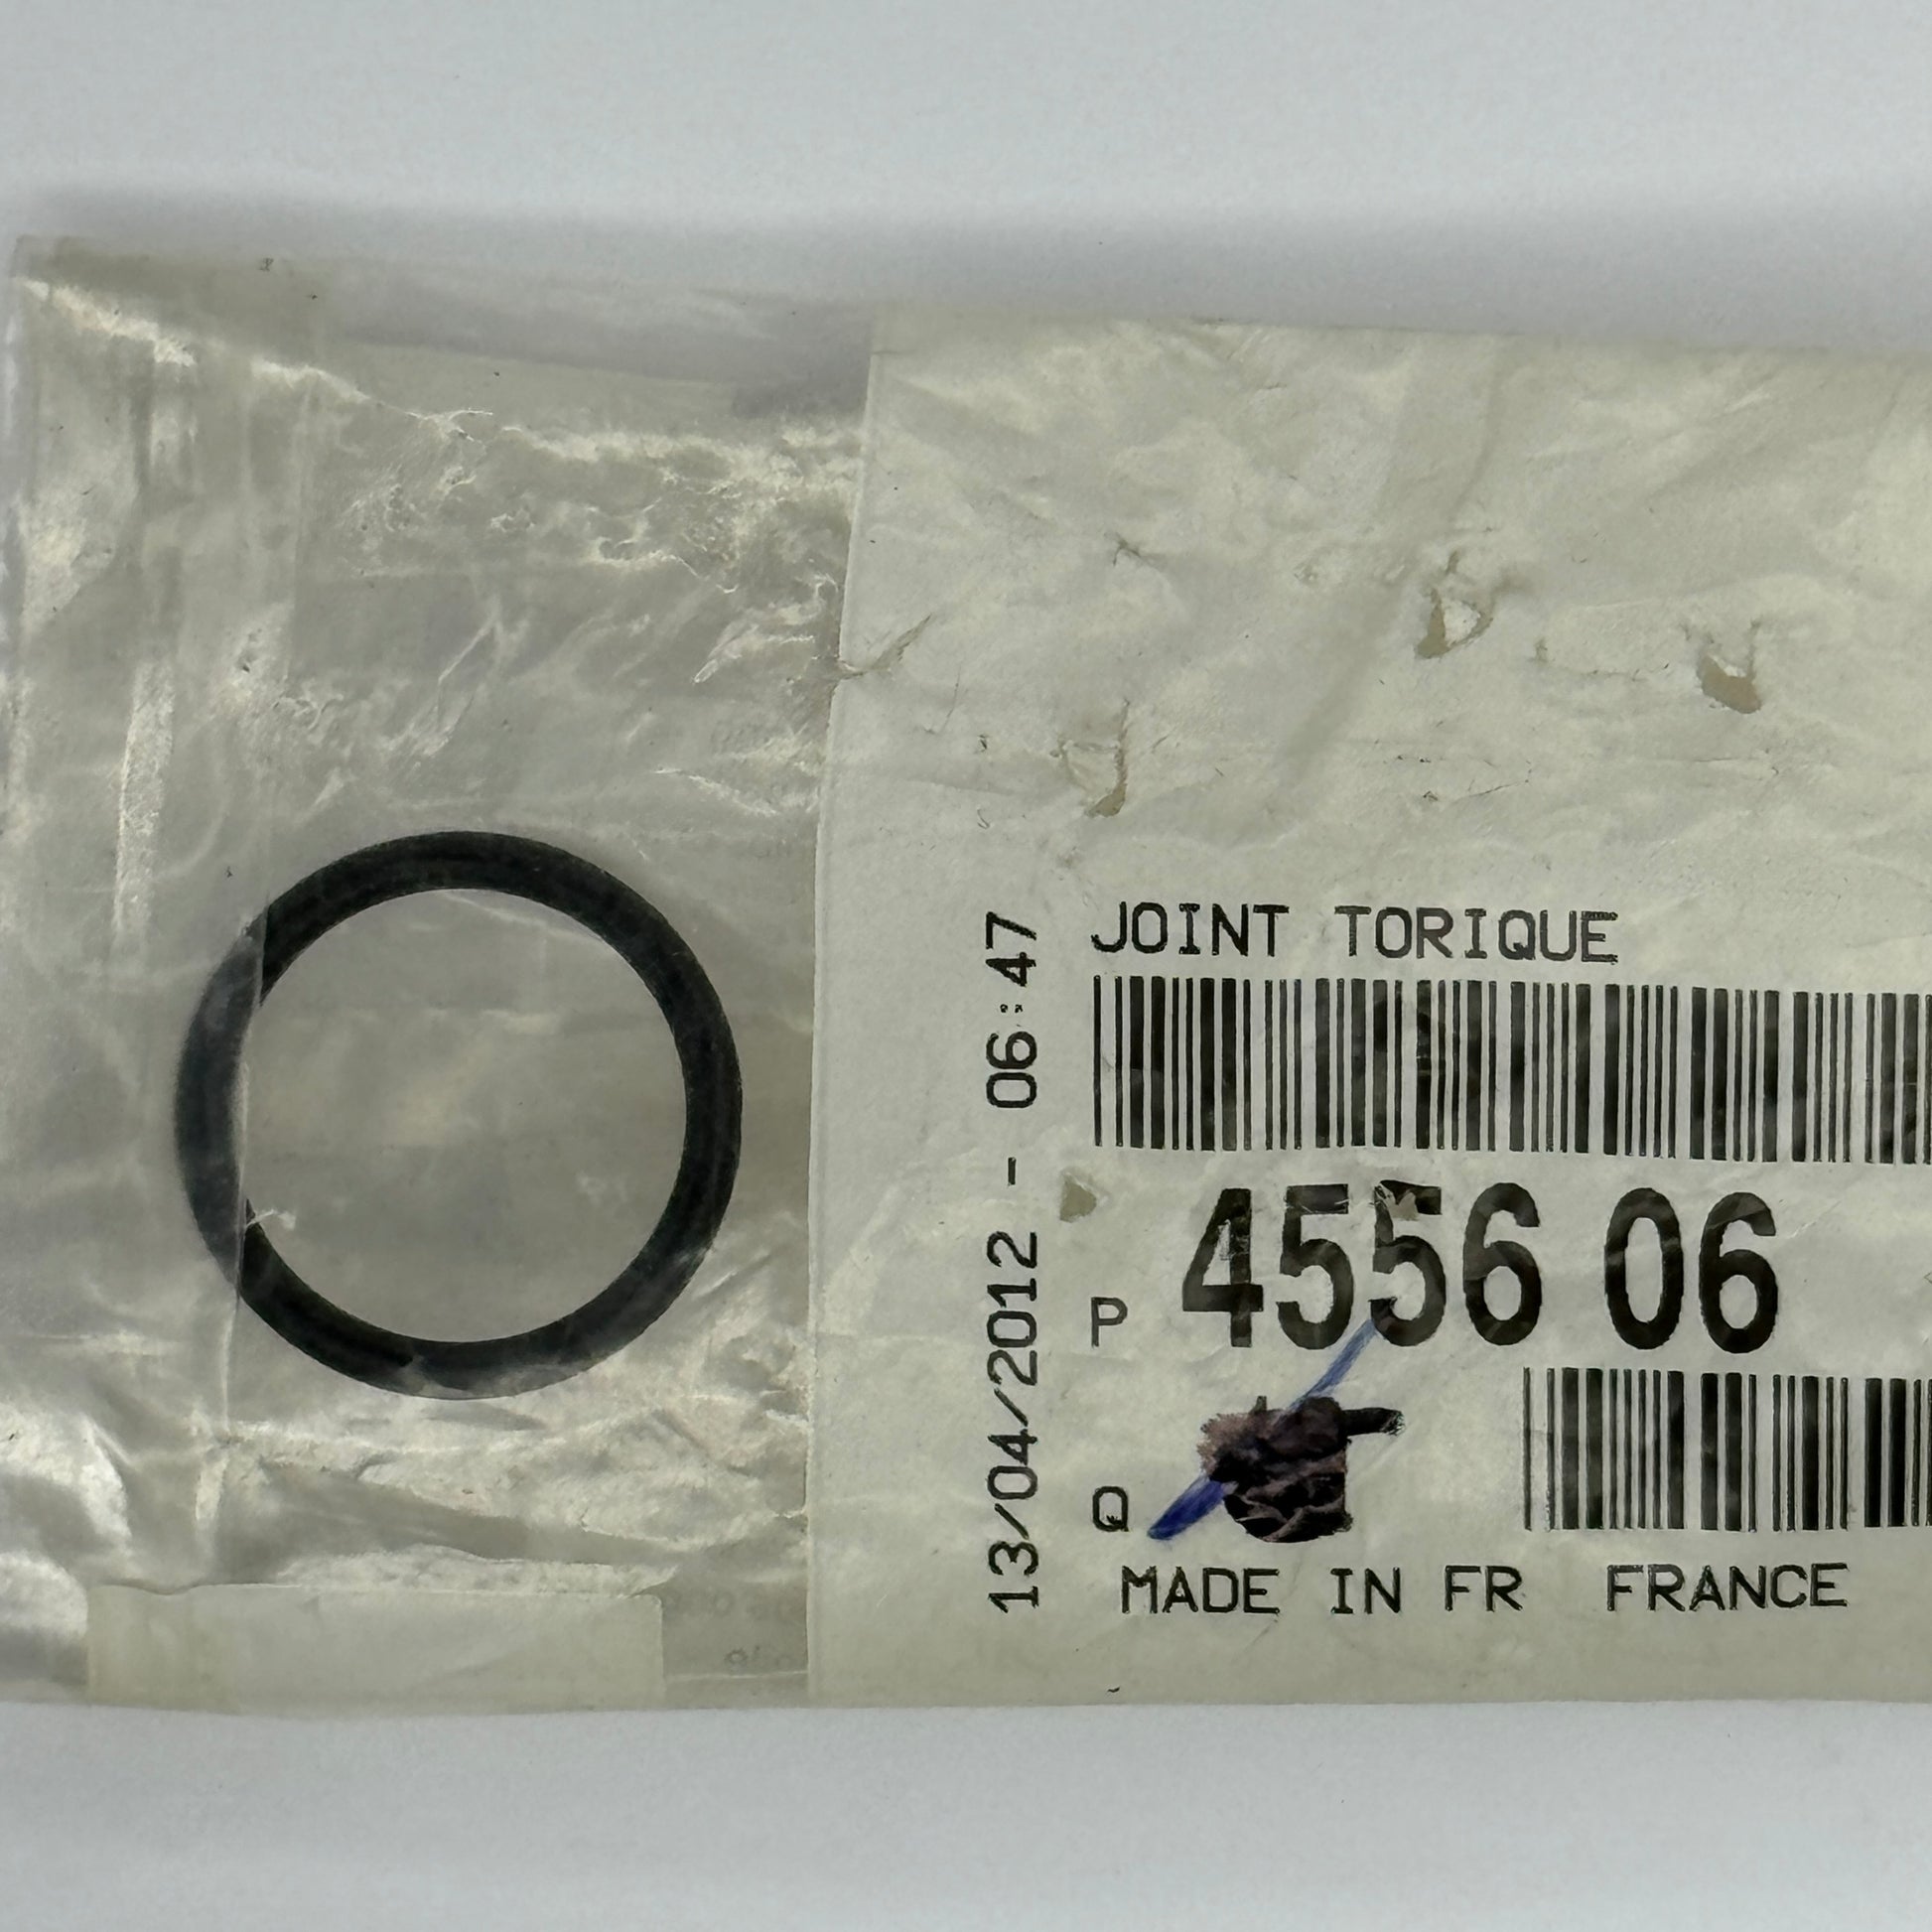 JOINT TORIQUE
13/04/2012 - 06:47
P 4556 06
Q
MADE IN FR FRANCE